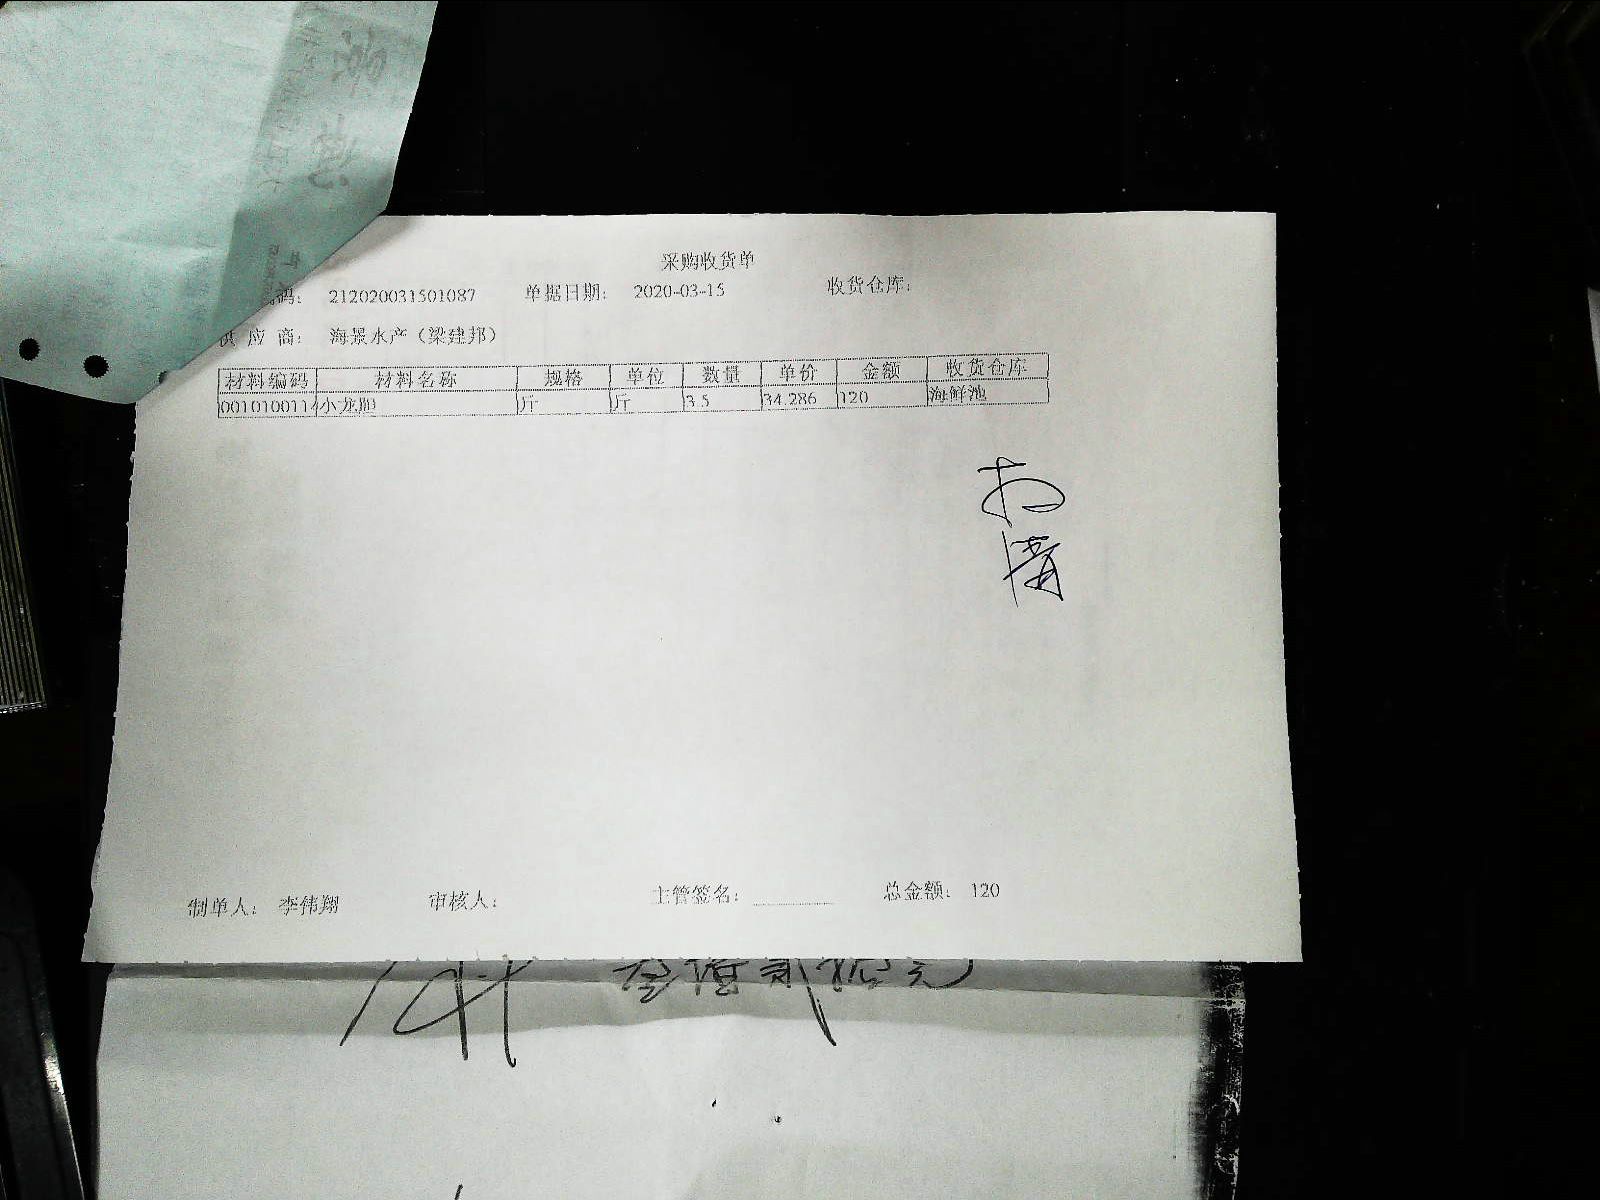 采购收货单
码： 212020031501087 单据日期： 2020-03-15 收货仓库：
供 应 商： 海景水产（梁建邦）
材料编码 材料名称 规格 单位 数量 单价 金额 收货仓库
0010100114 小龙胆 斤 斤 3.5 34.286 120 海鲜池
制单人： 李伟翔 审核人： 主管签名： 总金额： 120